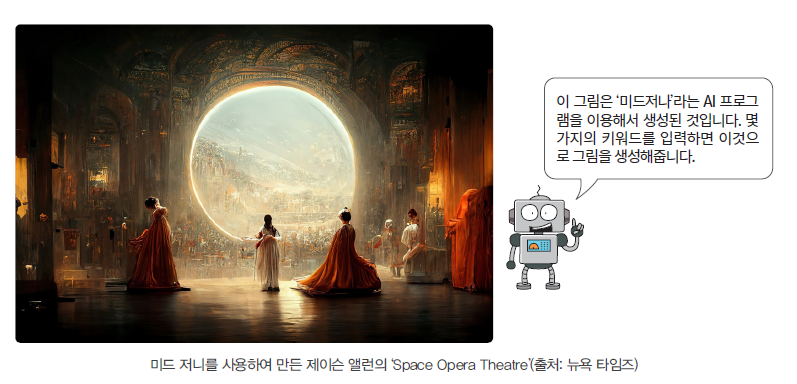 이 그림은 '미드저니'라는 AI 프로그
램을 이용해서 생성된 것입니다. 몇
가지의 키워드를 입력하면 이것으
로 그림을 생성해줍니다.
미드 저니를 사용하여 만든 제이슨 앨런의 'Space Opera Theatre'(출처: 뉴욕 타임즈)